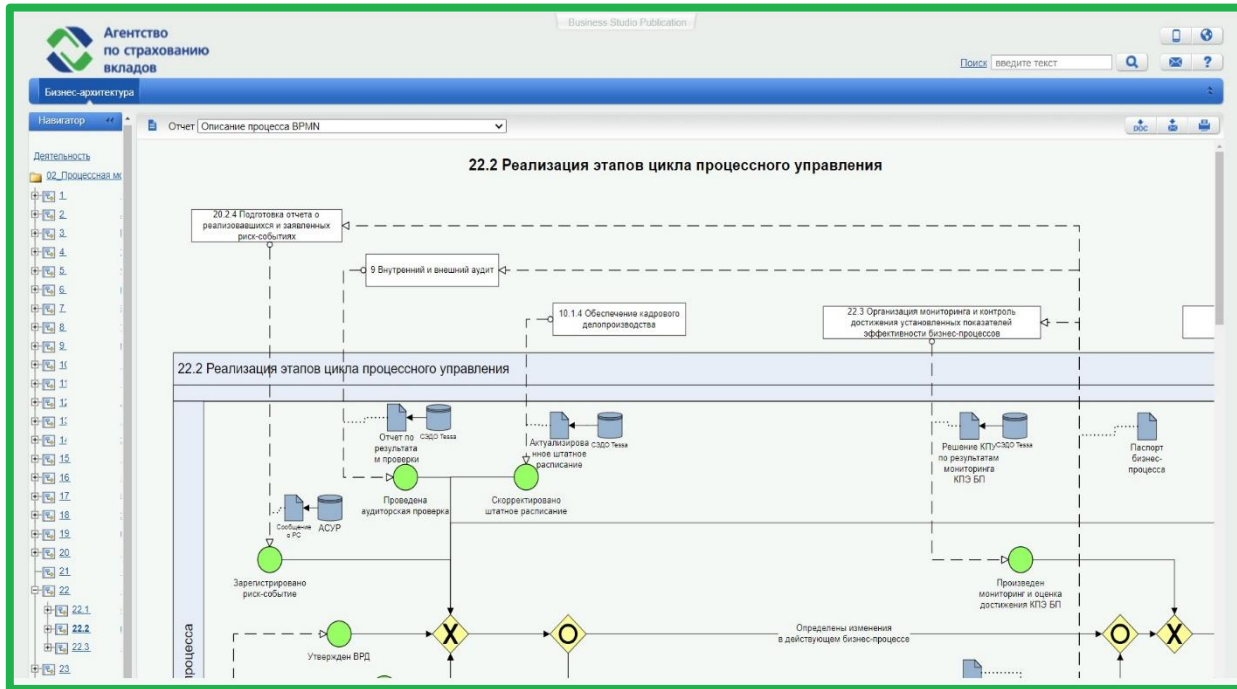 Business Studio Publication
Агентство
по страхованию
вкладов
Поиск введите текст
?
Бизнес-архитектура
Навигатор
Отчет Описание процесса BPMN
DOC
Деятельность
02_Процессная мо
1
2
3
4
5
6
7
8
9
15
16
17
18
19
20
21
22
22.1
22.2
22.3
23
22.2 Реализация этапов цикла процессного управления
20.2.4 Подготовка отчета о
реализовавшихся и заявленных
риск-событиях
9 Внутренний и внешний аудит
10.1.4 Обеспечение кадрового
делопроизводства
22.3 Организация мониторинга и контроль
достижения установленных показателей
эффективности бизнес-процессов
22.2 Реализация этапов цикла процессного управления
Отчет по
результата
м проверки
СЭДО Tessa
Актуализирова
нное штатное
расписание
СЭДО Tessa
Решение КПУ
по результатам
мониторинга
КПЭ БП
СЭДО Tessa
Паспорт
бизнес-
процесса
Проведена
аудиторская проверка
Скорректировано
штатное расписание
Сообщение
о РС
АСУР
Зарегистрировано
риск-событие
Произведен
мониторинг и оценка
достижения КПЭ БП
Утвержден ВРД
X
O
Определены изменения
в действующем бизнес-процессе
O
X
процесса